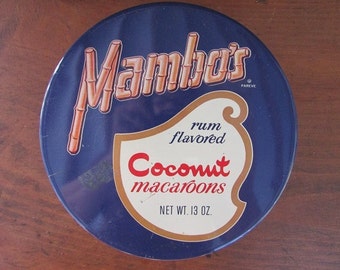 Mambo's
PAREVE
rum
flavored
Coconut
macaroons
NET WT. 13 OZ.